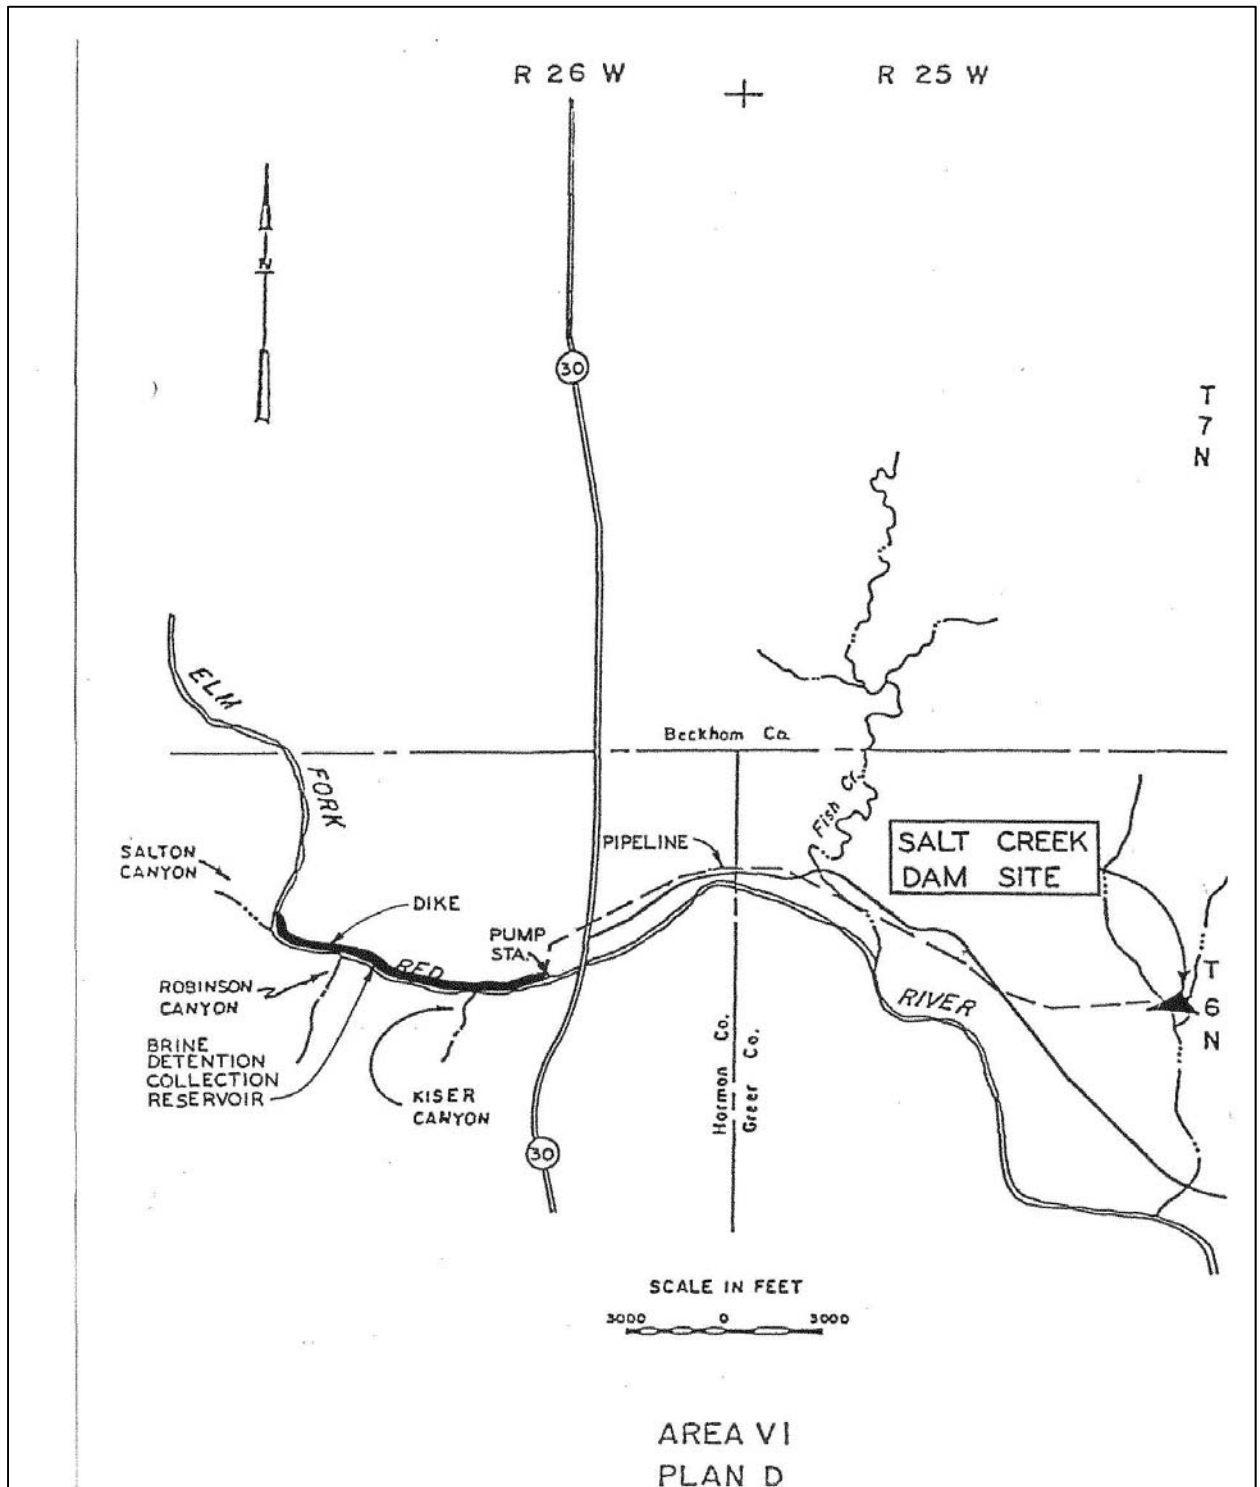 R 26 W
R 25 W
N
30
T
7
N
ELM
Beckham Co.
FORK
Fish Cr.
SALTON
CANYON
PIPELINE
SALT CREEK
DAM SITE
DIKE
PUMP
STA.
RED
RIVER
T
6
N
ROBINSON
CANYON
BRINE
DETENTION
COLLECTION
RESERVOIR
KISER
CANYON
Harmon Co.
Greer Co.
30
SCALE IN FEET
3000 0 3000
AREA VI
PLAN D